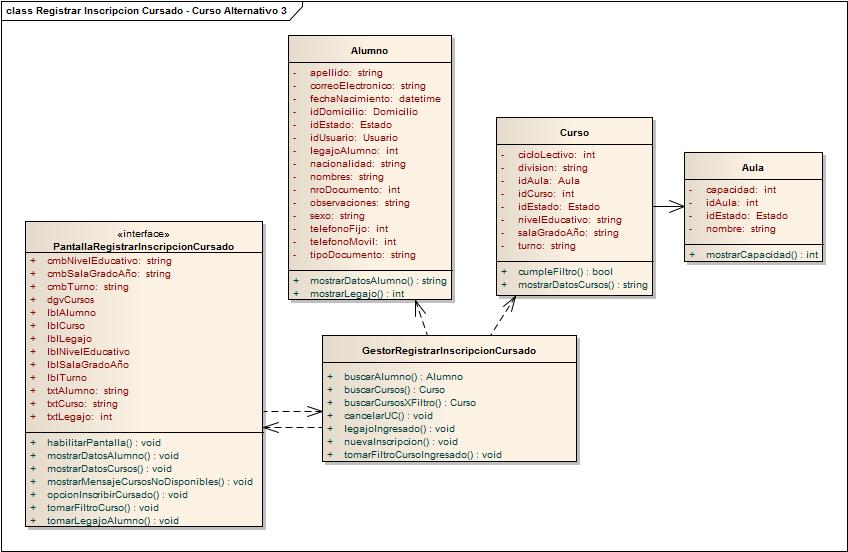 class Registrar Inscripcion Cursado - Curso Alternativo 3
Alumno
- apellido: string
- correoElectronico: string
- fechaNacimiento: datetime
- idDomicilio: Domicilio
- idEstado: Estado
- idUsuario: Usuario
- legajoAlumno: int
- nacionalidad: string
- nombres: string
- nroDocumento: int
- observaciones: string
- sexo: string
- telefonoFijo: int
- telefonoMovil: int
- tipoDocumento: string
+ mostrarDatosAlumno() : string
+ mostrarLegajo() : int
Curso
- cicloLectivo: int
- division: string
- idAula: Aula
- idCurso: int
- idEstado: Estado
- nivelEducativo: string
- salaGradoAño: string
- turno: string
+ cumpleFiltro() : bool
+ mostrarDatosCursos() : string
Aula
- capacidad: int
- idAula: int
- idEstado: Estado
- nombre: string
+ mostrarCapacidad() : int
«interface»
PantallaRegistrarInscripcionCursado
+ cmbNivelEducativo: string
+ cmbSalaGradoAño: string
+ cmbTurno: string
+ dgvCursos
+ lblAlumno
+ lblCurso
+ lblLegajo
+ lblNivelEducativo
+ lblSalaGradoAño
+ lblTurno
+ txtAlumno: string
+ txtCurso: string
+ txtLegajo: int
+ habilitarPantalla() : void
+ mostrarDatosAlumno() : void
+ mostrarDatosCursos() : void
+ mostrarMensajeCursosNoDisponibles() : void
+ opcionInscribirCursado() : void
+ tomarFiltroCurso() : void
+ tomarLegajoAlumno() : void
GestorRegistrarInscripcionCursado
+ buscarAlumno() : Alumno
+ buscarCursos() : Curso
+ buscarCursosXFiltro() : Curso
+ cancelarUC() : void
+ legajoIngresado() : void
+ nuevaInscripcion() : void
+ tomarFiltroCursoIngresado() : void